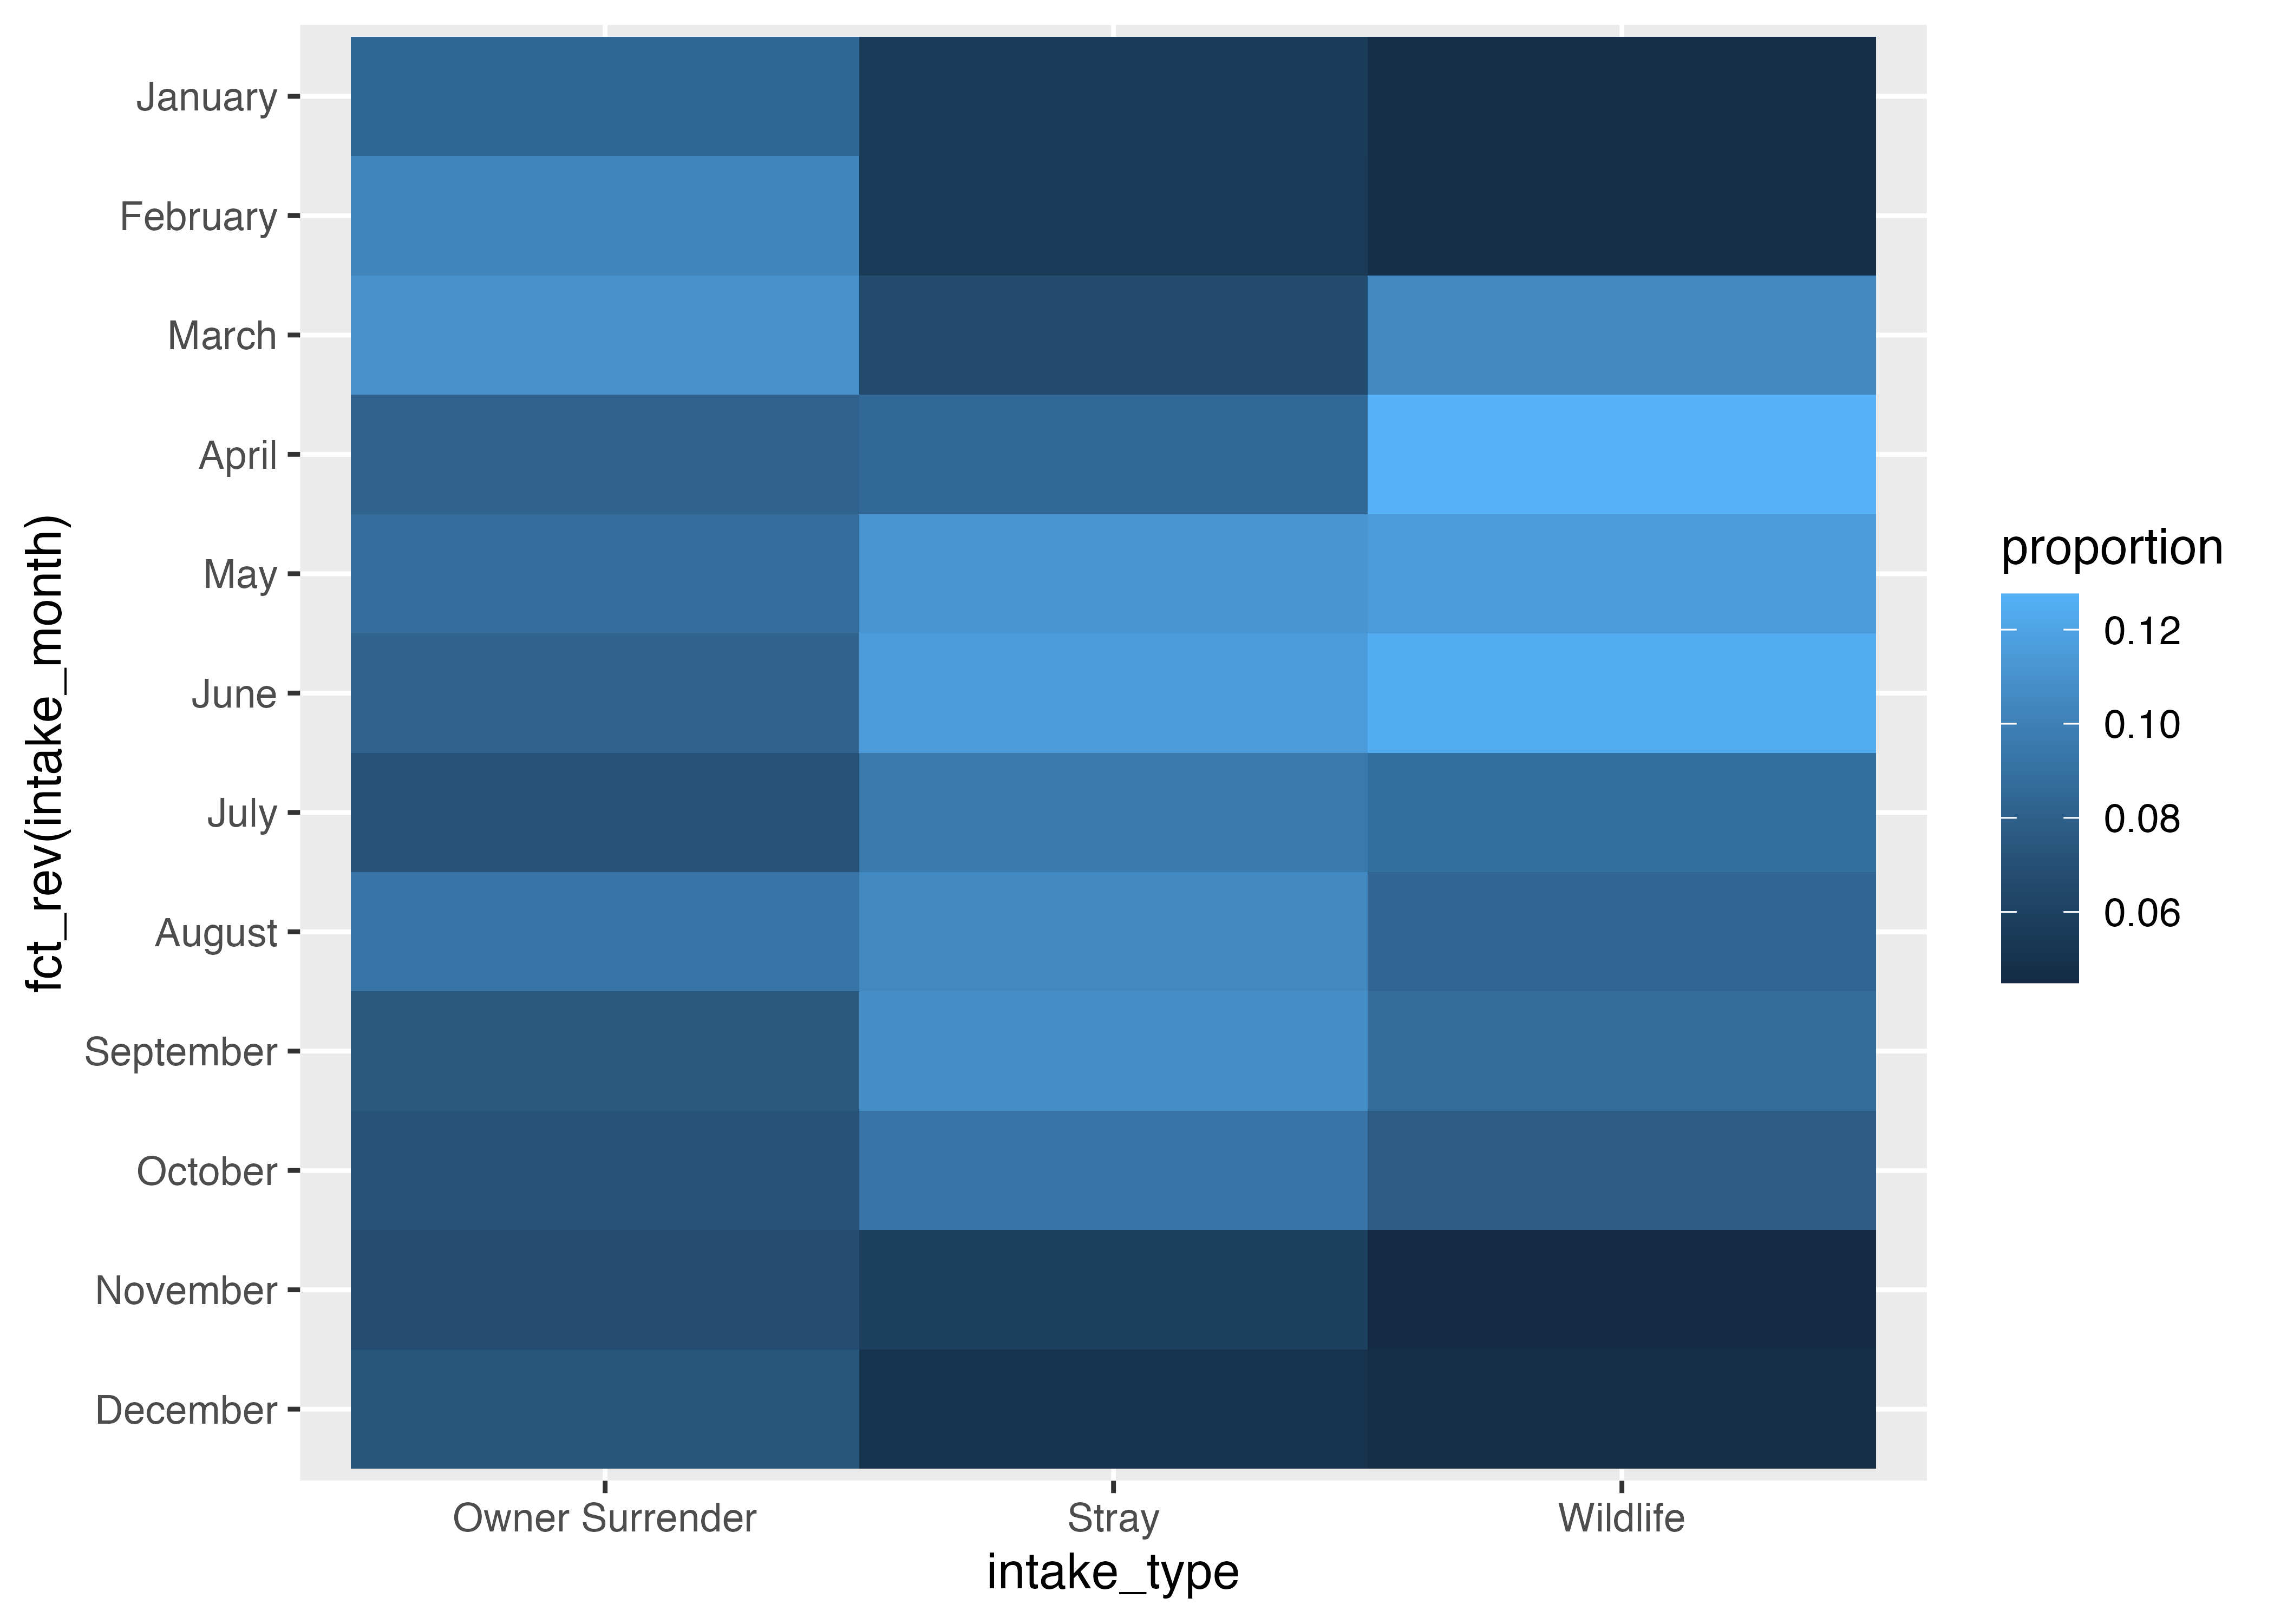 fct_rev(intake_month)
January
February
March
April
May
June
July
August
September
October
November
December
Owner Surrender
Stray
Wildlife
intake_type
proportion
0.12
0.10
0.08
0.06